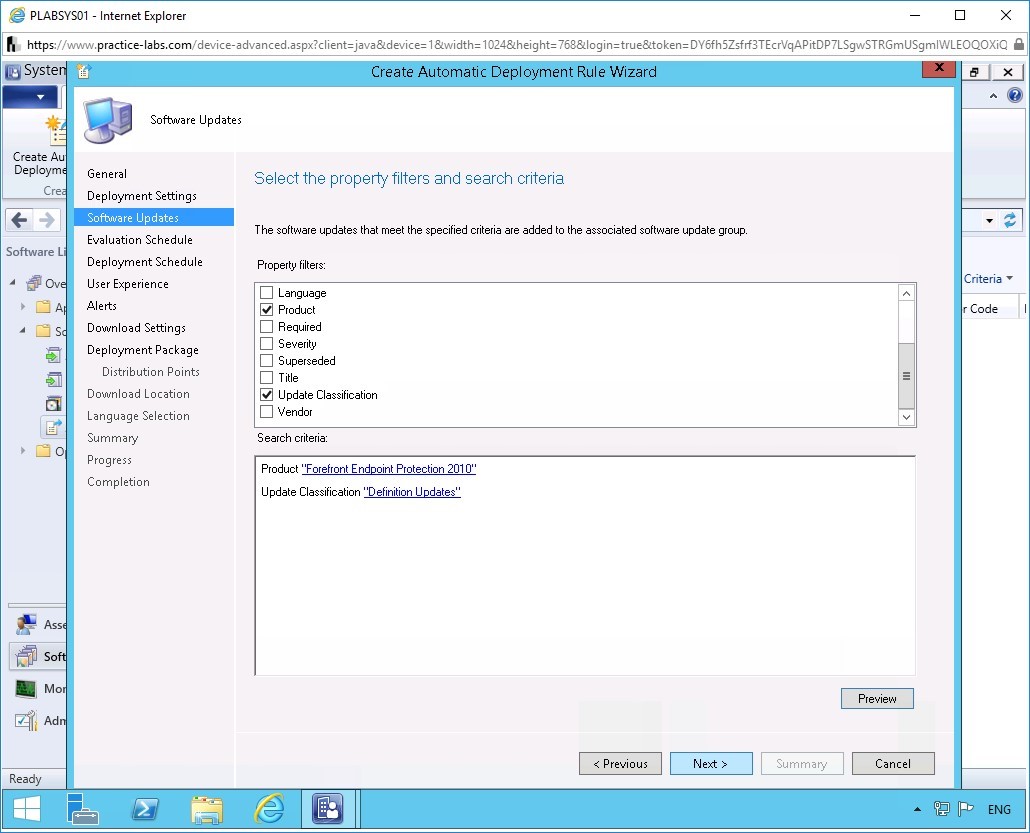 PLABSYS01 - Internet Explorer
https://www.practice-labs.com/device-advanced.aspx?client=java&device=1&width=1024&height=768&login=true&token=DY6fh5Zsfrf3TEcrVqAPitDP7LSgwSTRGmUSgmIWLEOQOXiQ
System
Create Automatic Deployment Rule Wizard
Software Updates
Create Au
Deployme
Crea
Software Li
Ove
Ap
So
Op
Asse
Soft
Mor
Adm
Ready
General
Deployment Settings
Software Updates
Evaluation Schedule
Deployment Schedule
User Experience
Alerts
Download Settings
Deployment Package
Distribution Points
Download Location
Language Selection
Summary
Progress
Completion
Select the property filters and search criteria
The software updates that meet the specified criteria are added to the associated software update group.
Property filters:
Language
Product
Required
Severity
Superseded
Title
Update Classification
Vendor
Search criteria:
Product "Forefront Endpoint Protection 2010"
Update Classification "Definition Updates"
Preview
< Previous
Next >
Summary
Cancel
Criteria
r Code
ENG